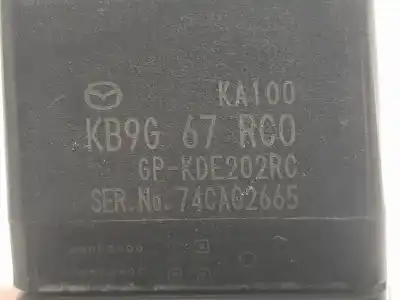 KA100
KB9G 67 RC0
GP-KDE202RC
SER.No. 74CA02665